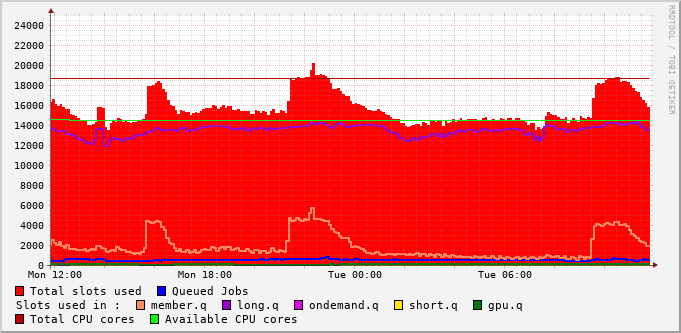 24000
22000
20000
18000
16000
14000
12000
10000
8000
6000
4000
2000
0
Mon 12:00 Mon 18:00 Tue 00:00 Tue 06:00
RRDTOOL / TOBI OETIKER
Total slots used Queued Jobs
Slots used in : member.q long.q ondemand.q short.q gpu.q
Total CPU cores Available CPU cores